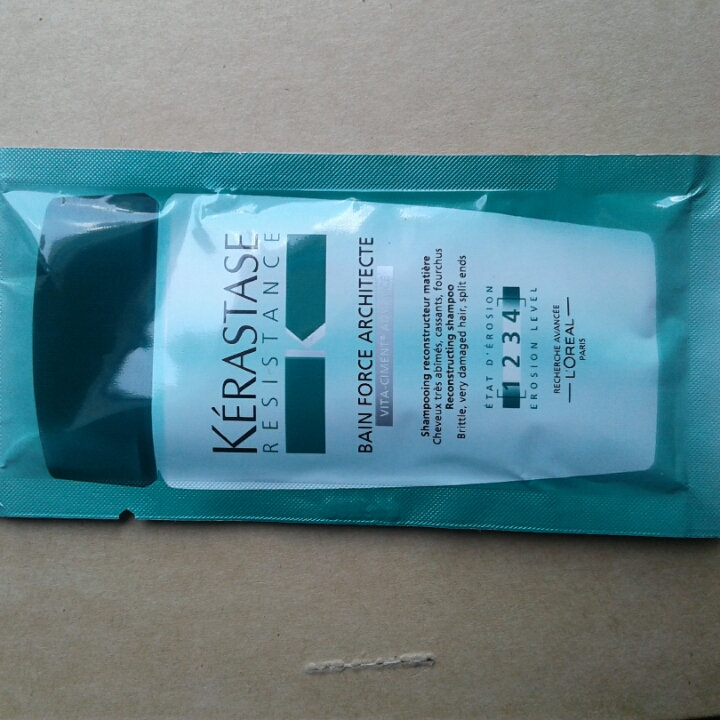 KÉRASTASE
RESISTANCE
K
BAIN FORCE ARCHITECTE
VITA-CIMENT®
Shampooing reconstructeur matière
Cheveux très abîmés, cassants, fourchus
Reconstructing shampoo
Brittle, very damaged hair, split ends
ÉTAT D'ÉROSION
1 2 3 4
EROSION LEVEL
RECHERCHE AVANCÉE
L'ORÉAL
PARIS